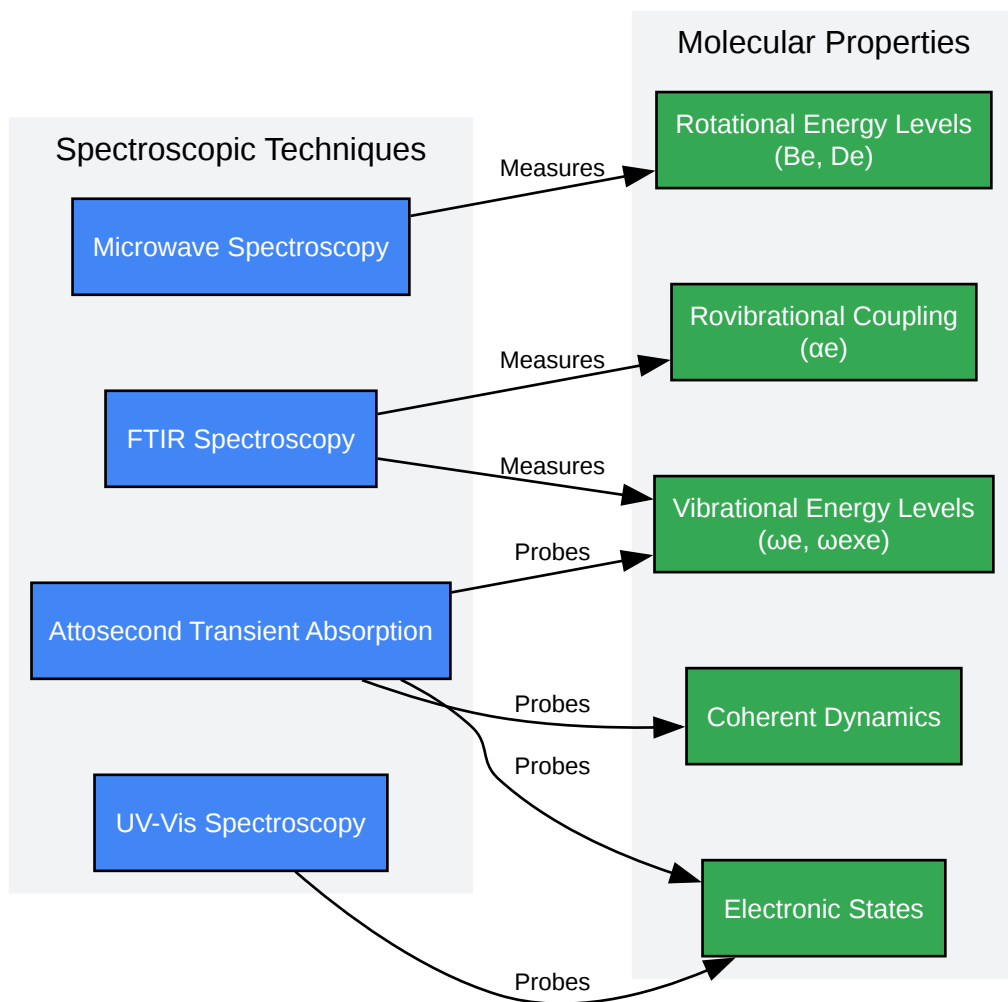 Molecular Properties
Spectroscopic Techniques
Rotational Energy Levels
(Be, De)
Measures
Microwave Spectroscopy
Rovibrational Coupling
(αe)
Measures
FTIR Spectroscopy
Measures
Vibrational Energy Levels
(ωe, ωexe)
Probes
Attosecond Transient Absorption
Probes
Coherent Dynamics
Probes
UV-Vis Spectroscopy
Electronic States
Probes